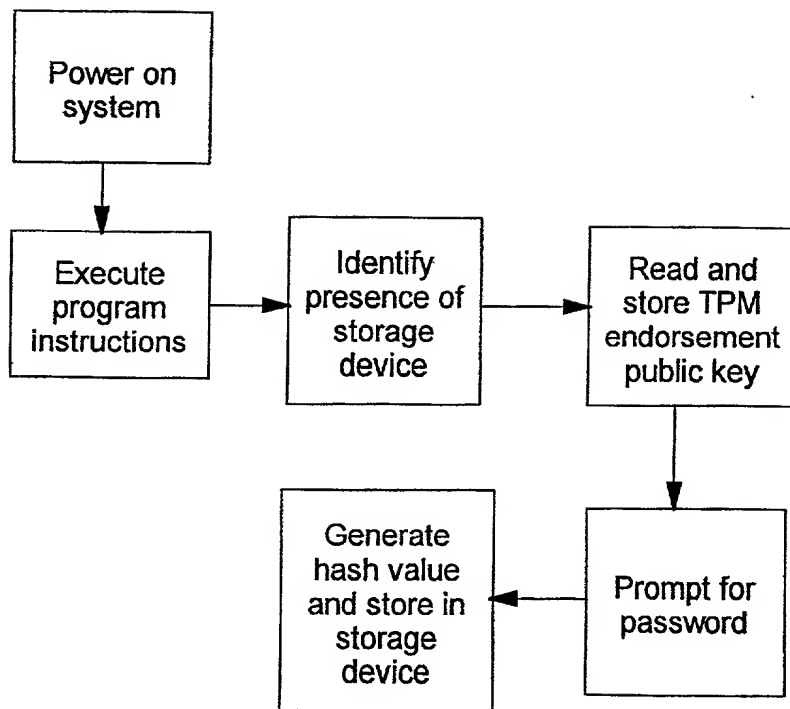 Power on
system
Execute
program
instructions
Identify
presence of
storage
device
Read and
store TPM
endorsement
public key
Prompt for
password
Generate
hash value
and store in
storage
device